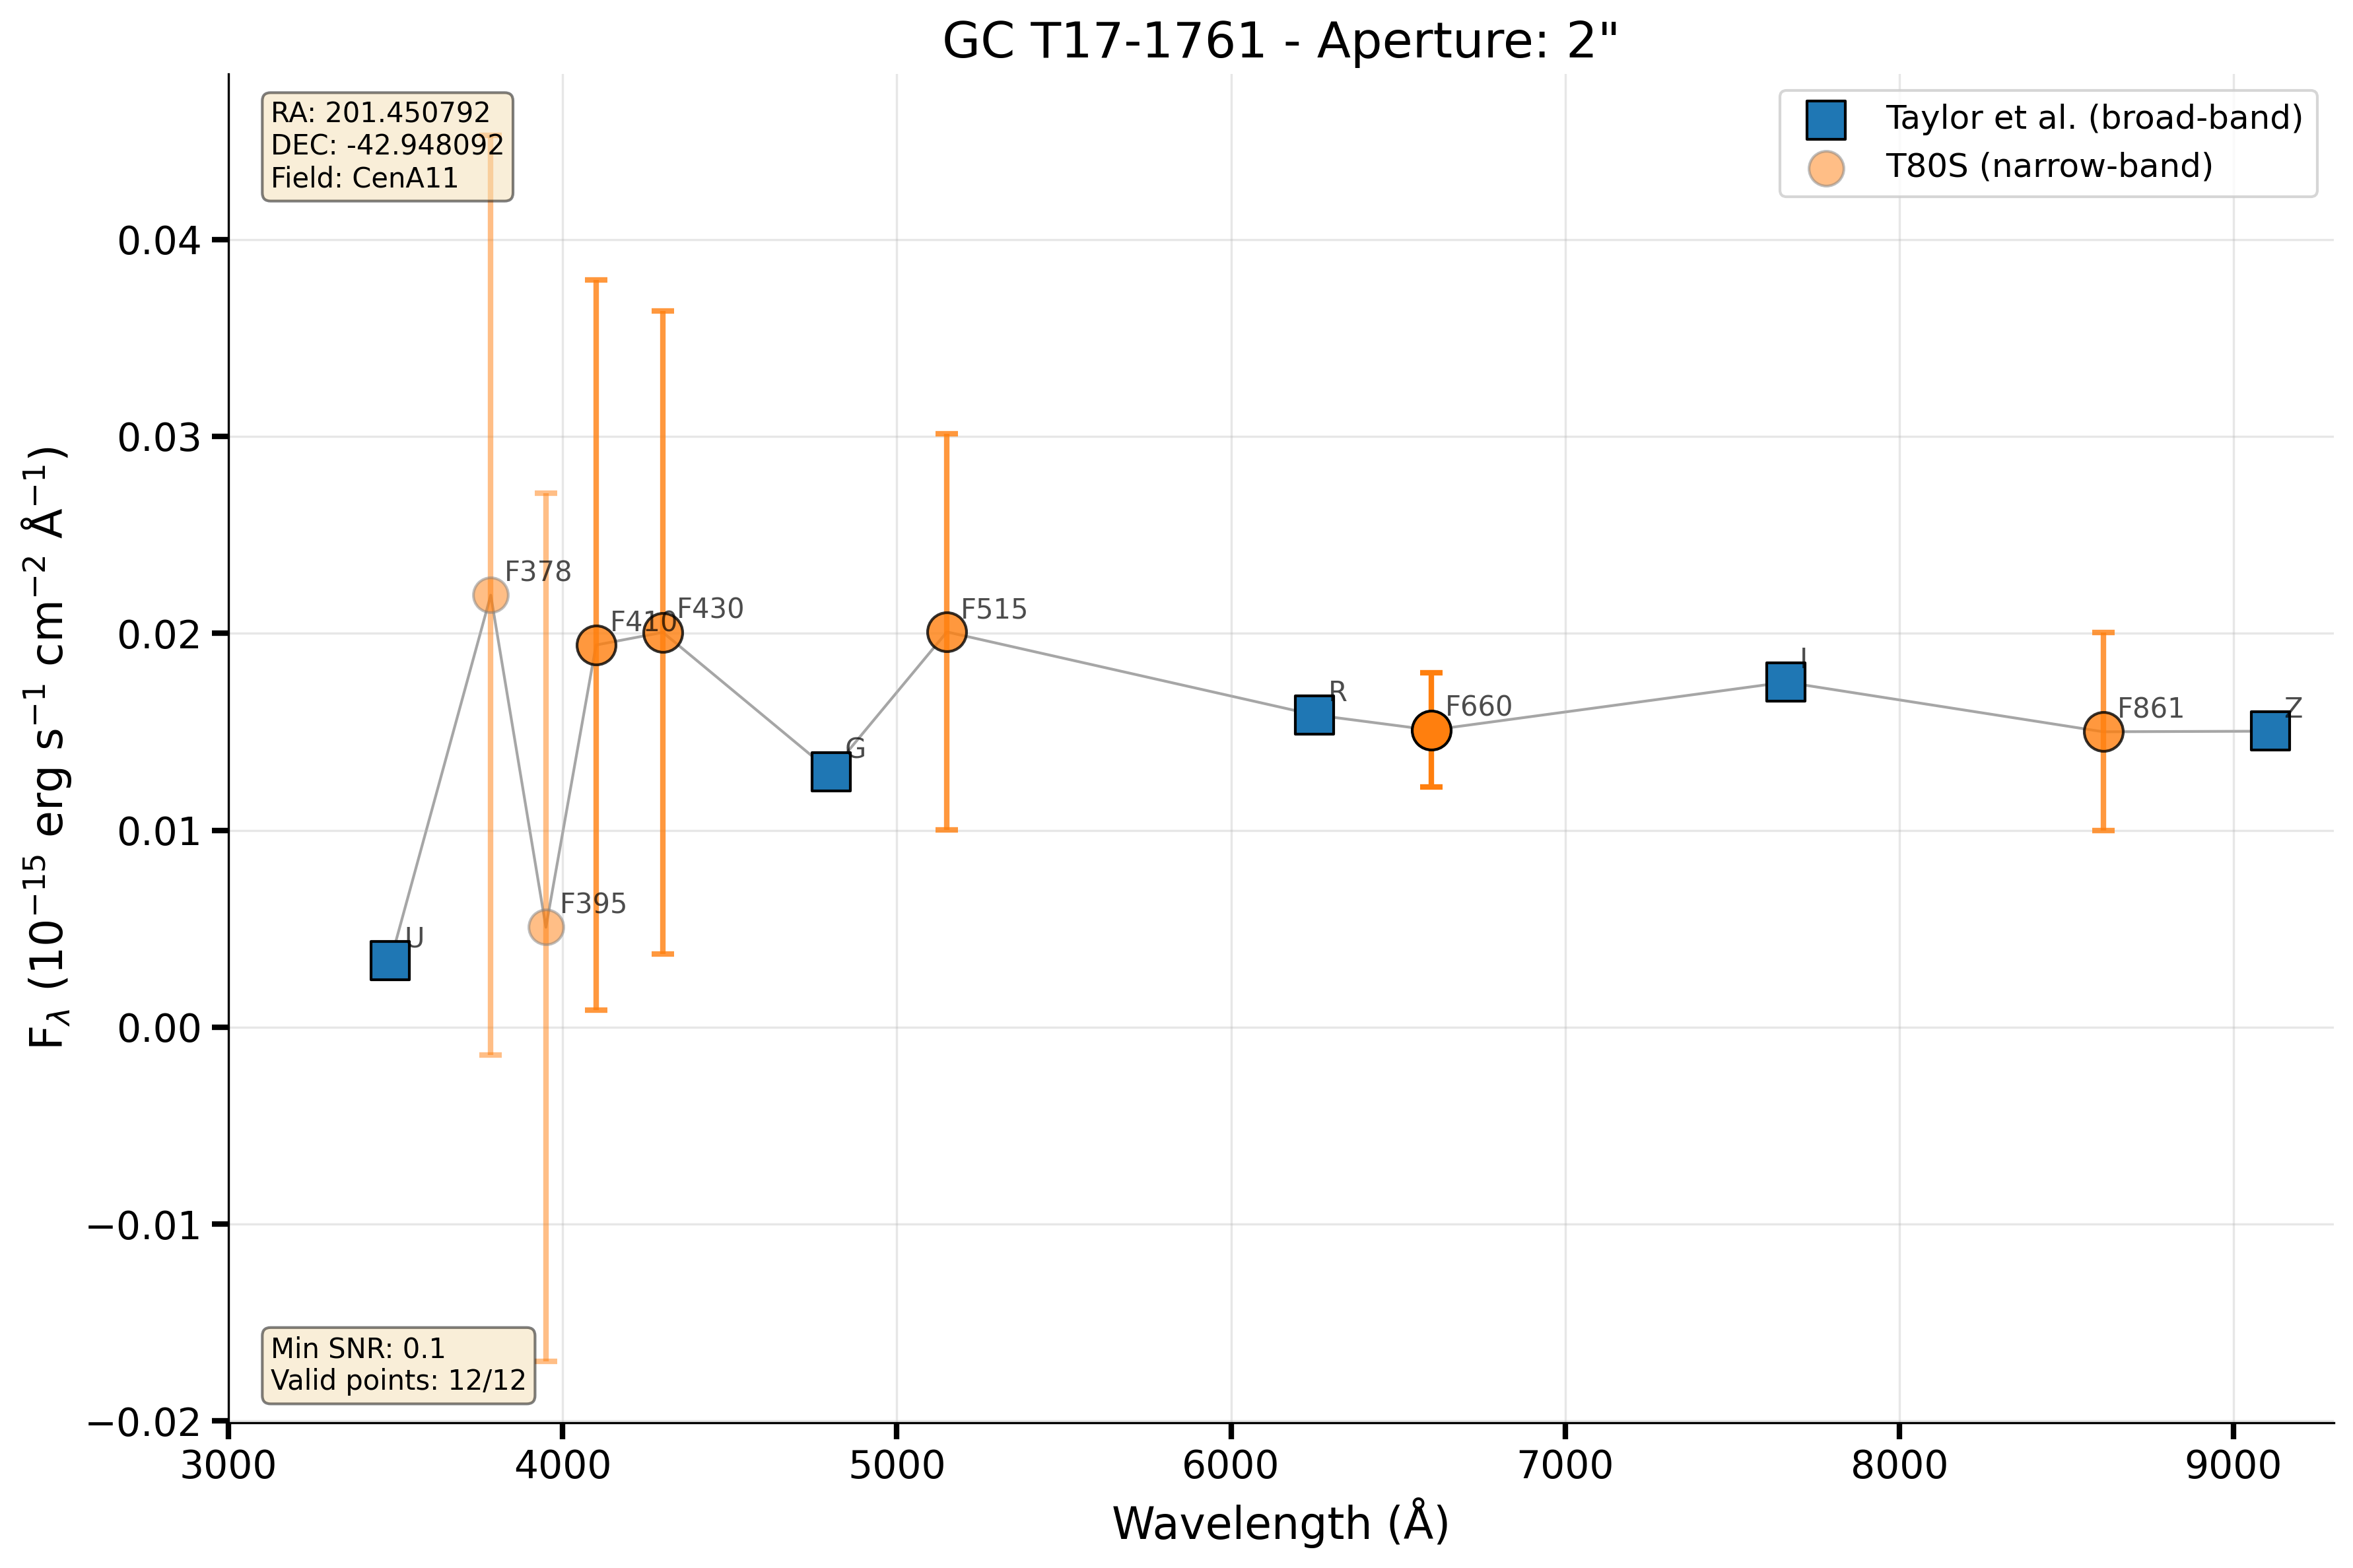 GC T17-1761 - Aperture: 2"
RA: 201.450792
DEC: -42.948092
Field: CenA11
Taylor et al. (broad-band)
T80S (narrow-band)
0.04
0.03
0.02
0.01
0.00
−0.01
−0.02
F_λ (10⁻¹⁵ erg s⁻¹ cm⁻² Å⁻¹)
U
F378
F395
F410
F430
G
F515
R
F660
I
F861
Z
Min SNR: 0.1
Valid points: 12/12
3000 4000 5000 6000 7000 8000 9000
Wavelength (Å)